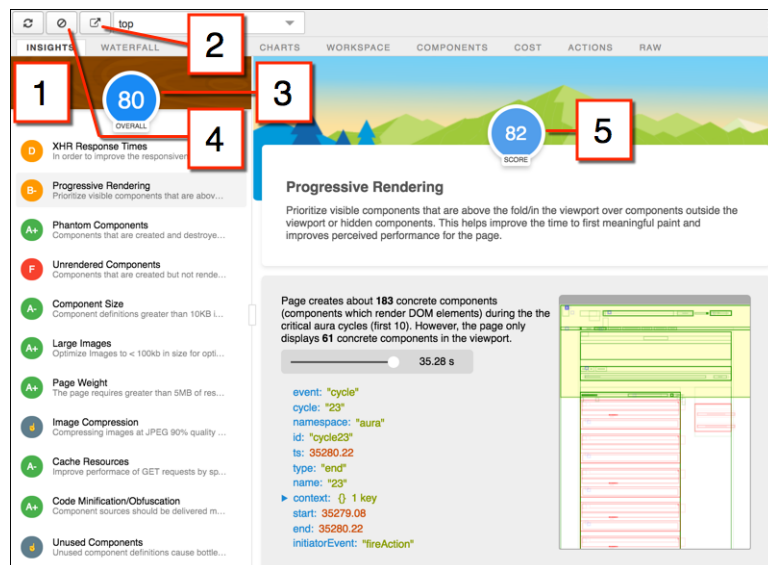 top
INSIGHTS WATERFALL CHARTS WORKSPACE COMPONENTS COST ACTIONS RAW
1
2
3
4
5
80
OVERALL
82
SCORE
D XHR Response Times
In order to improve the responsiven
B- Progressive Rendering
Prioritize visible components that are abov...
A+ Phantom Components
Components that are created and destroye...
F Unrendered Components
Components that are created but not rende...
A- Component Size
Component definitions greater than 10KB i...
A+ Large Images
Optimize Images to < 100kb in size for opti...
A+ Page Weight
The page requires greater than 5MB of res...
Image Compression
Compressing images at JPEG 90% quality ...
A- Cache Resources
Improve performace of GET requests by sp...
A+ Code Minification/Obfuscation
Component sources should be delivered m...
Unused Components
Unused component definitions cause bottle...
Progressive Rendering
Prioritize visible components that are above the fold/in the viewport over components outside the
viewport or hidden components. This helps improve the time to first meaningful paint and
improves perceived performance for the page.
Page creates about 183 concrete components
(components which render DOM elements) during the the
critical aura cycles (first 10). However, the page only
displays 61 concrete components in the viewport.
35.28 s
event: "cycle"
cycle: "23"
namespace: "aura"
id: "cycle23"
ts: 35280.22
type: "end"
name: "23"
context: {} 1 key
start: 35279.08
end: 35280.22
initiatorEvent: "fireAction"